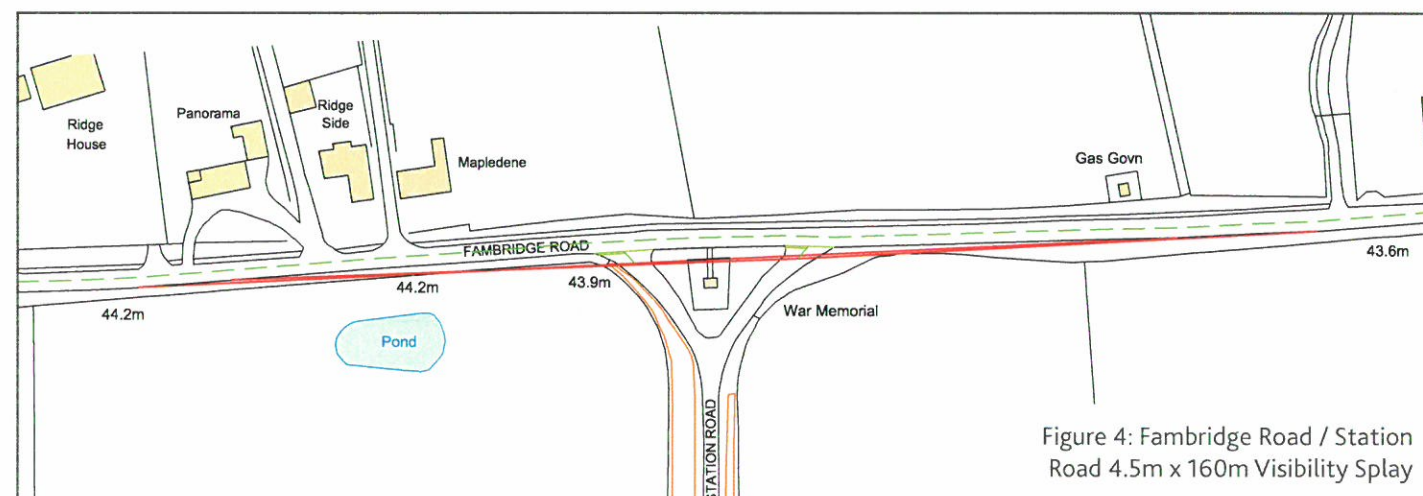 Ridge
House
Panorama
Ridge
Side
Mapledene
Gas Govn
FAMBRIDGE ROAD
44.2m
44.2m
43.9m
43.6m
War Memorial
Pond
STATION ROAD
Figure 4: Fambridge Road / Station
Road 4.5m x 160m Visibility Splay